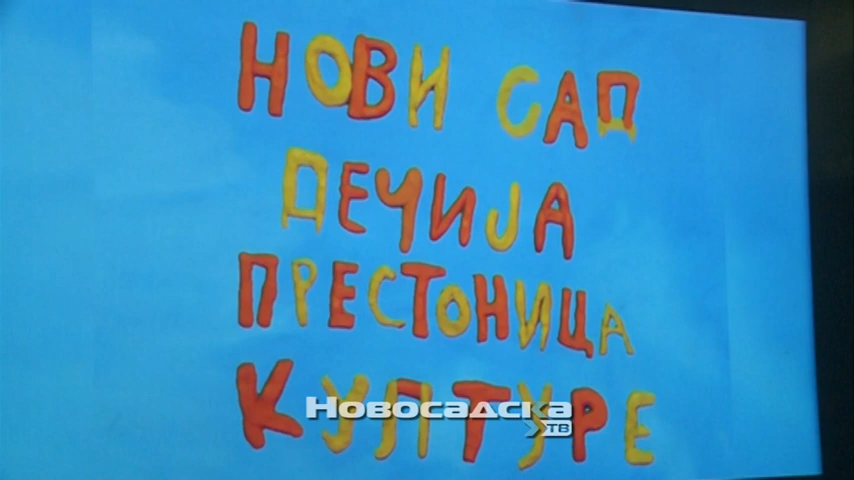 НОВИ САД
ДЕЧИЈА
ПРЕСТОНИЦА
КУЛТУРЕ
НОВОСАДСКА
ТВ